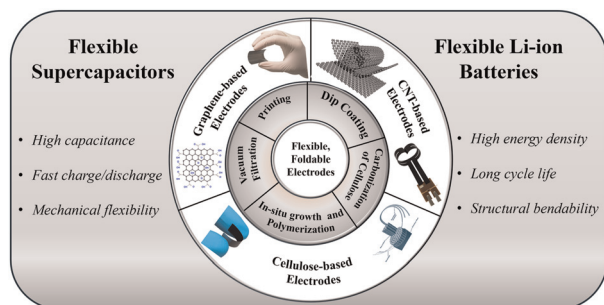 Flexible
Supercapacitors
• High capacitance
• Fast charge/discharge
• Mechanical flexibility
Graphene-based
Electrodes
CNT-based
Electrodes
Cellulose-based
Electrodes
Printing
Dip Coating
Vacuum
Filtration
Carbonization
of Cellulose
In-situ growth and
Polymerization
Flexible,
Foldable
Electrodes
Flexible Li-ion
Batteries
• High energy density
• Long cycle life
• Structural bendability